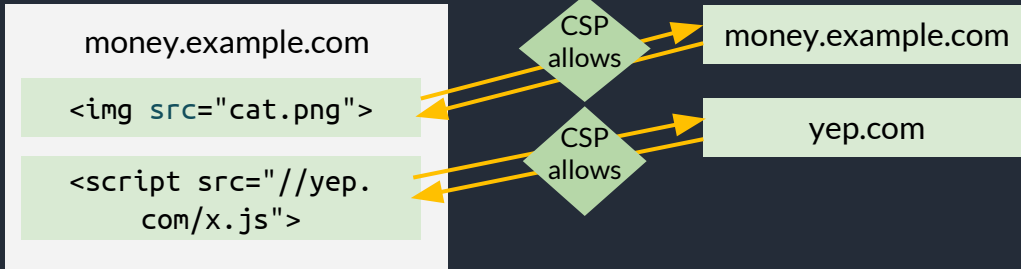 money.example.com
<img src="cat.png">
<script src="//yep.
com/x.js">
CSP
allows
money.example.com
CSP
allows
yep.com